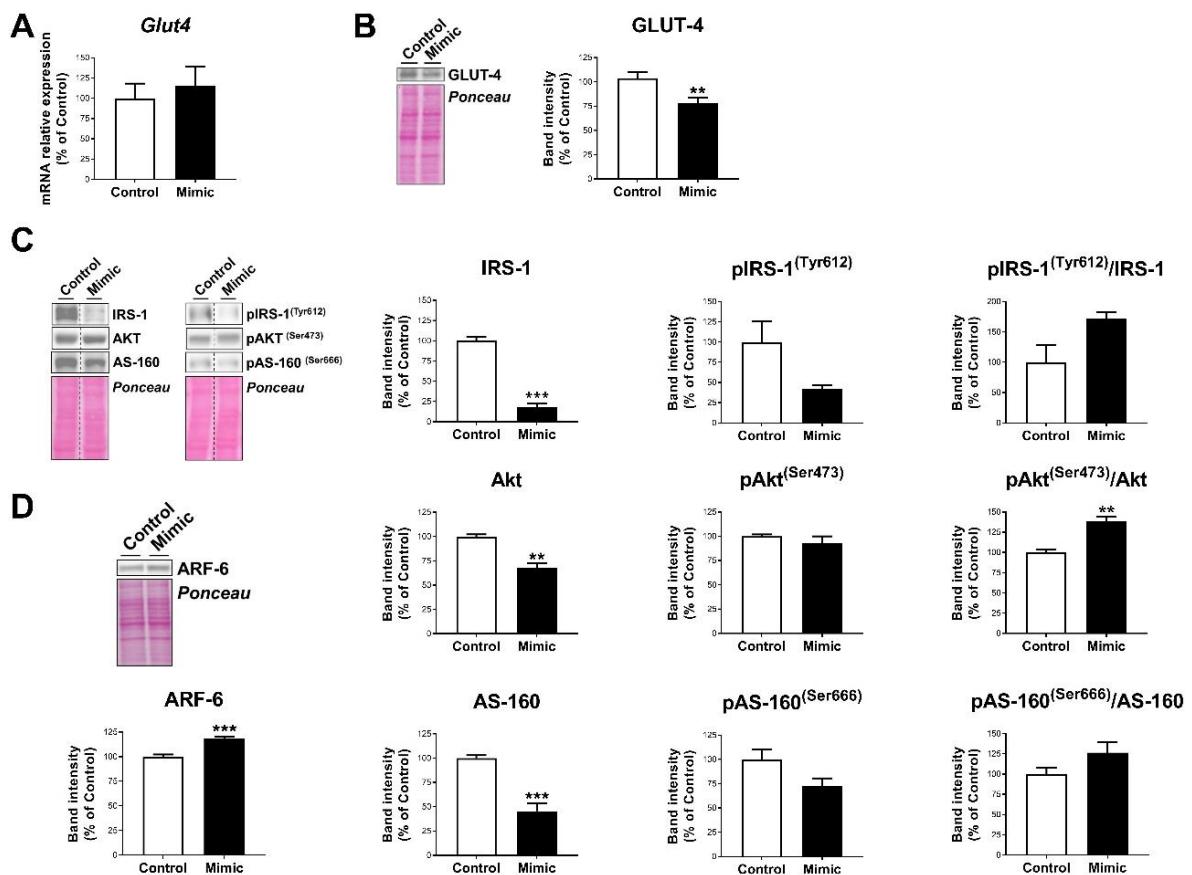 A
Glut4
mRNA relative expression
(% of Control)
150
125
100
75
50
25
0
Control Mimic
B
Control
Mimic
GLUT-4
Ponceau
GLUT-4
Band intensity
(% of Control)
125
100
75
50
25
0
**
Control Mimic
C
Control
Mimic
IRS-1
AKT
AS-160
Ponceau
Control
Mimic
pIRS-1(Tyr612)
pAKT (Ser473)
pAS-160 (Ser666)
Ponceau
IRS-1
Band intensity
(% of Control)
150
125
100
75
50
25
0
***
Control Mimic
pIRS-1(Tyr612)
Band intensity
(% of Control)
150
125
100
75
50
25
0
Control Mimic
pIRS-1(Tyr612)/IRS-1
Band intensity
(% of Control)
200
150
100
50
0
Control Mimic
Akt
Band intensity
(% of Control)
125
100
75
50
25
0
**
Control Mimic
pAkt(Ser473)
Band intensity
(% of Control)
125
100
75
50
25
0
Control Mimic
pAkt(Ser473)/Akt
Band intensity
(% of Control)
150
125
100
75
50
25
0
**
Control Mimic
D
Control
Mimic
ARF-6
Ponceau
ARF-6
Band intensity
(% of Control)
125
100
75
50
25
0
***
Control Mimic
AS-160
Band intensity
(% of Control)
125
100
75
50
25
0
***
Control Mimic
pAS-160(Ser666)
Band intensity
(% of Control)
125
100
75
50
25
0
Control Mimic
pAS-160(Ser666)/AS-160
Band intensity
(% of Control)
150
125
100
75
50
25
0
Control Mimic